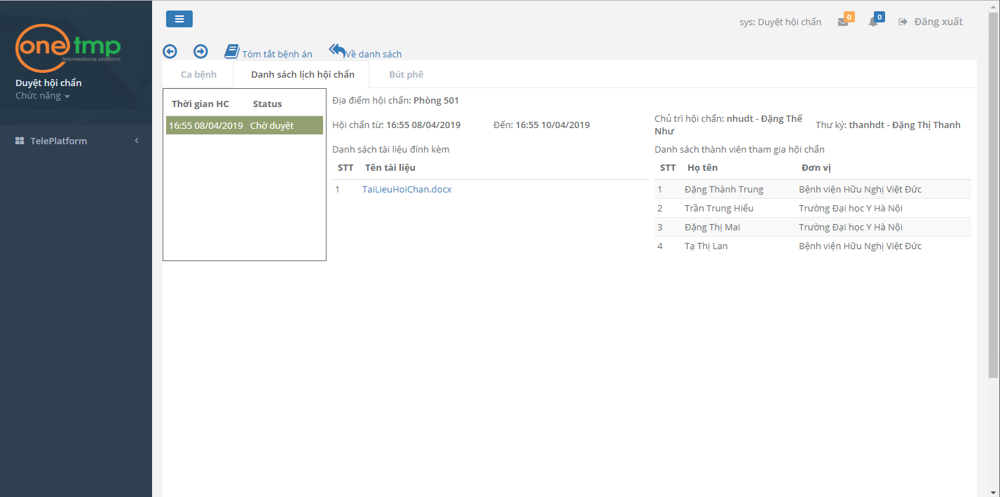 one tmp
telemedicine platform
Duyệt hội chẩn
Chức năng
TelePlatform
sys: Duyệt hội chẩn
0
0
Đăng xuất
Tóm tắt bệnh án
Về danh sách
Ca bệnh
Danh sách lịch hội chẩn
Bút phê
Thời gian HC Status
16:55 08/04/2019 Chờ duyệt
Địa điểm hội chẩn: Phòng 501
Hội chẩn từ: 16:55 08/04/2019
Đến: 16:55 10/04/2019
Chủ trì hội chẩn: nhudt - Đặng Thế
Như
Thư ký: thanhdt - Đặng Thị Thanh
Danh sách tài liệu đính kèm
STT Tên tài liệu
1 TaiLieuHoiChan.docx
Danh sách thành viên tham gia hội chẩn
STT Họ tên Đơn vị
1 Đặng Thành Trung Bệnh viện Hữu Nghị Việt Đức
2 Trần Trung Hiếu Trường Đại học Y Hà Nội
3 Đặng Thị Mai Trường Đại học Y Hà Nội
4 Tạ Thị Lan Bệnh viện Hữu Nghị Việt Đức